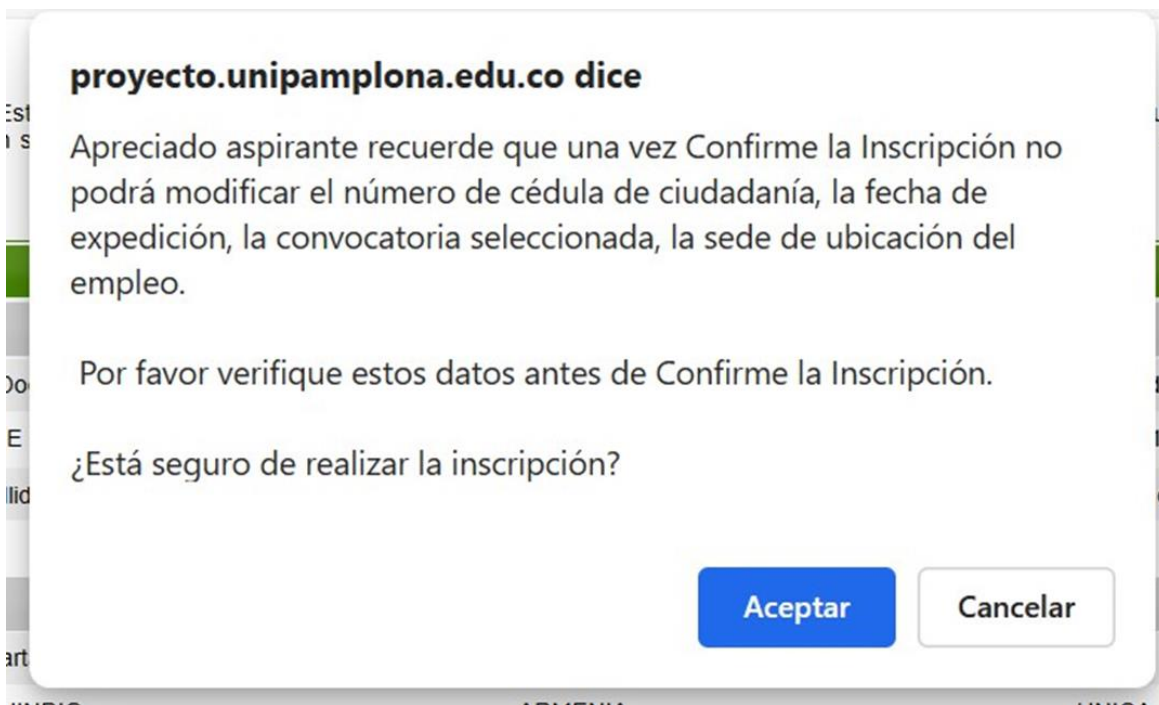 proyecto.unipamplona.edu.co dice
Apreciado aspirante recuerde que una vez Confirme la Inscripción no
podrá modificar el número de cédula de ciudadanía, la fecha de
expedición, la convocatoria seleccionada, la sede de ubicación del
empleo.
Por favor verifique estos datos antes de Confirme la Inscripción.
¿Está seguro de realizar la inscripción?
Aceptar Cancelar
ARMENIA